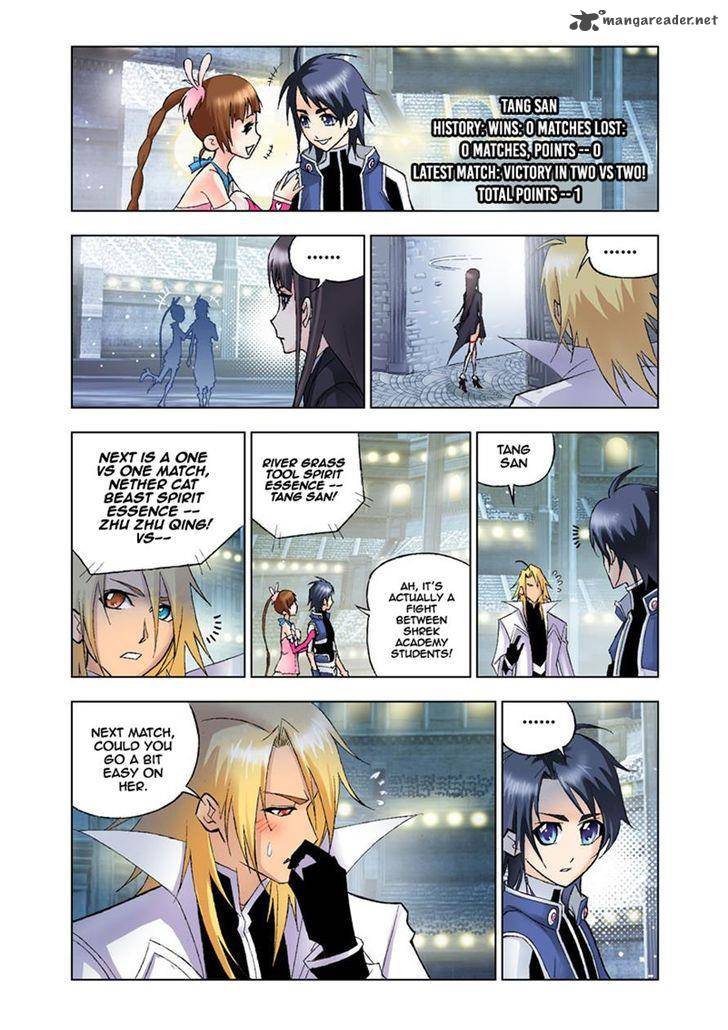 mangareader.net
TANG SAN
HISTORY: WINS: 0 MATCHES LOST:
0 MATCHES, POINTS -- 0
LATEST MATCH: VICTORY IN TWO VS TWO!
TOTAL POINTS -- 1
......
......
NEXT IS A ONE
VS ONE MATCH,
NETHER CAT
BEAST SPIRIT
ESSENCE --
ZHU ZHU QING!
VS--
RIVER GRASS
TOOL SPIRIT
ESSENCE --
TANG SAN!
AH, IT'S
ACTUALLY A
FIGHT
BETWEEN
SHREK
ACADEMY
STUDENTS!
TANG
SAN
NEXT MATCH,
COULD YOU
GO A BIT
EASY ON
HER.
......